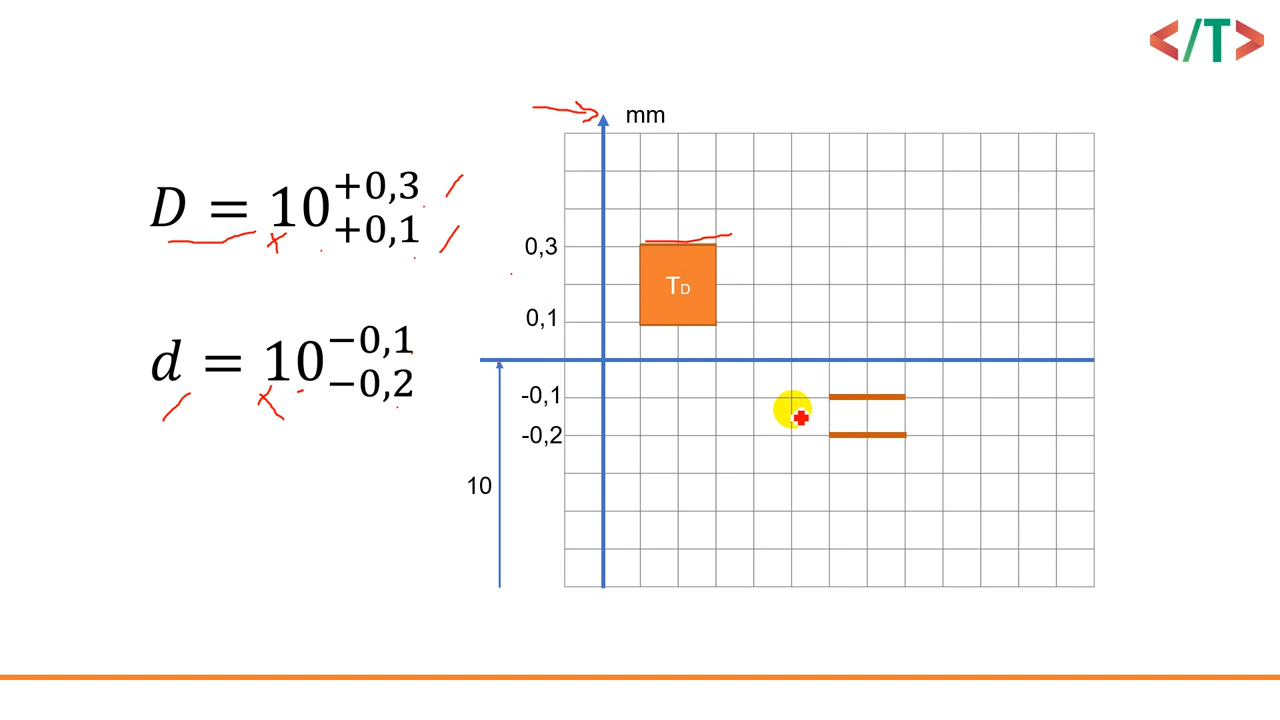 </T>
mm
D = 10 +0,3 +0,1
0,3
T_D
0,1
d = 10 −0,1 −0,2
-0,1
-0,2
10